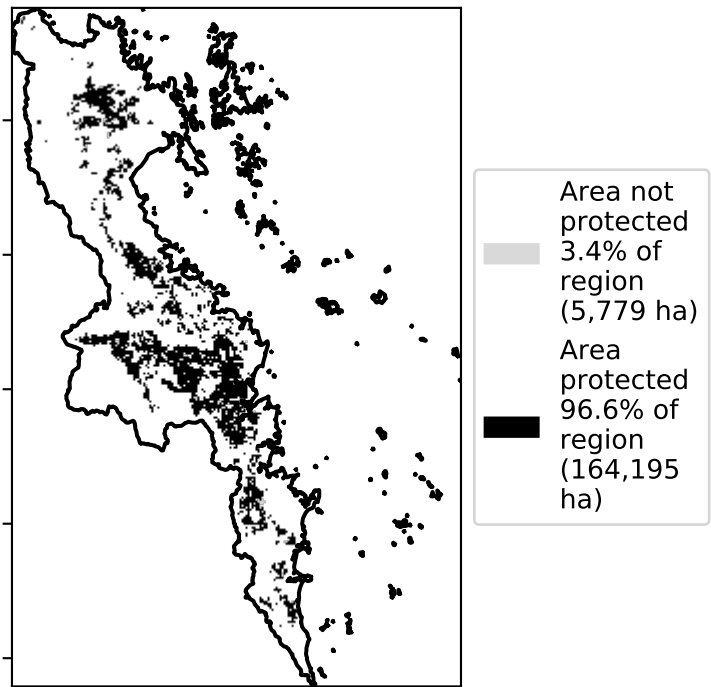 Area not
protected
3.4% of
region
(5,779 ha)
Area
protected
96.6% of
region
(164,195
ha)